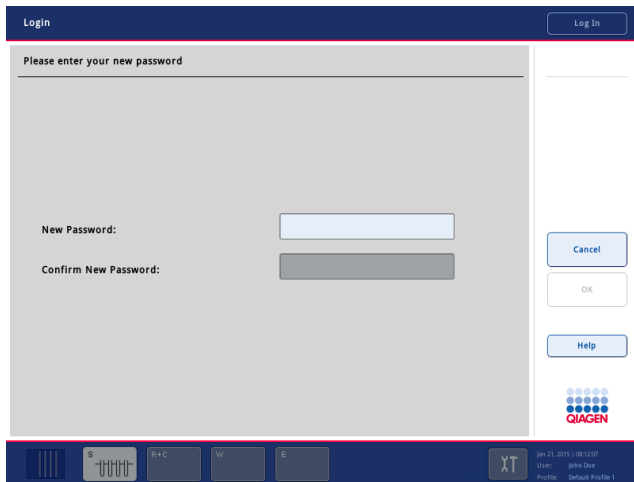 Login
Log In
Please enter your new password
New Password:
Confirm New Password:
Cancel
OK
Help
QIAGEN
S
R+C
W
E
Jan 21, 2015 | 08:12:07
User: John Doe
Profile: Default Profile 1